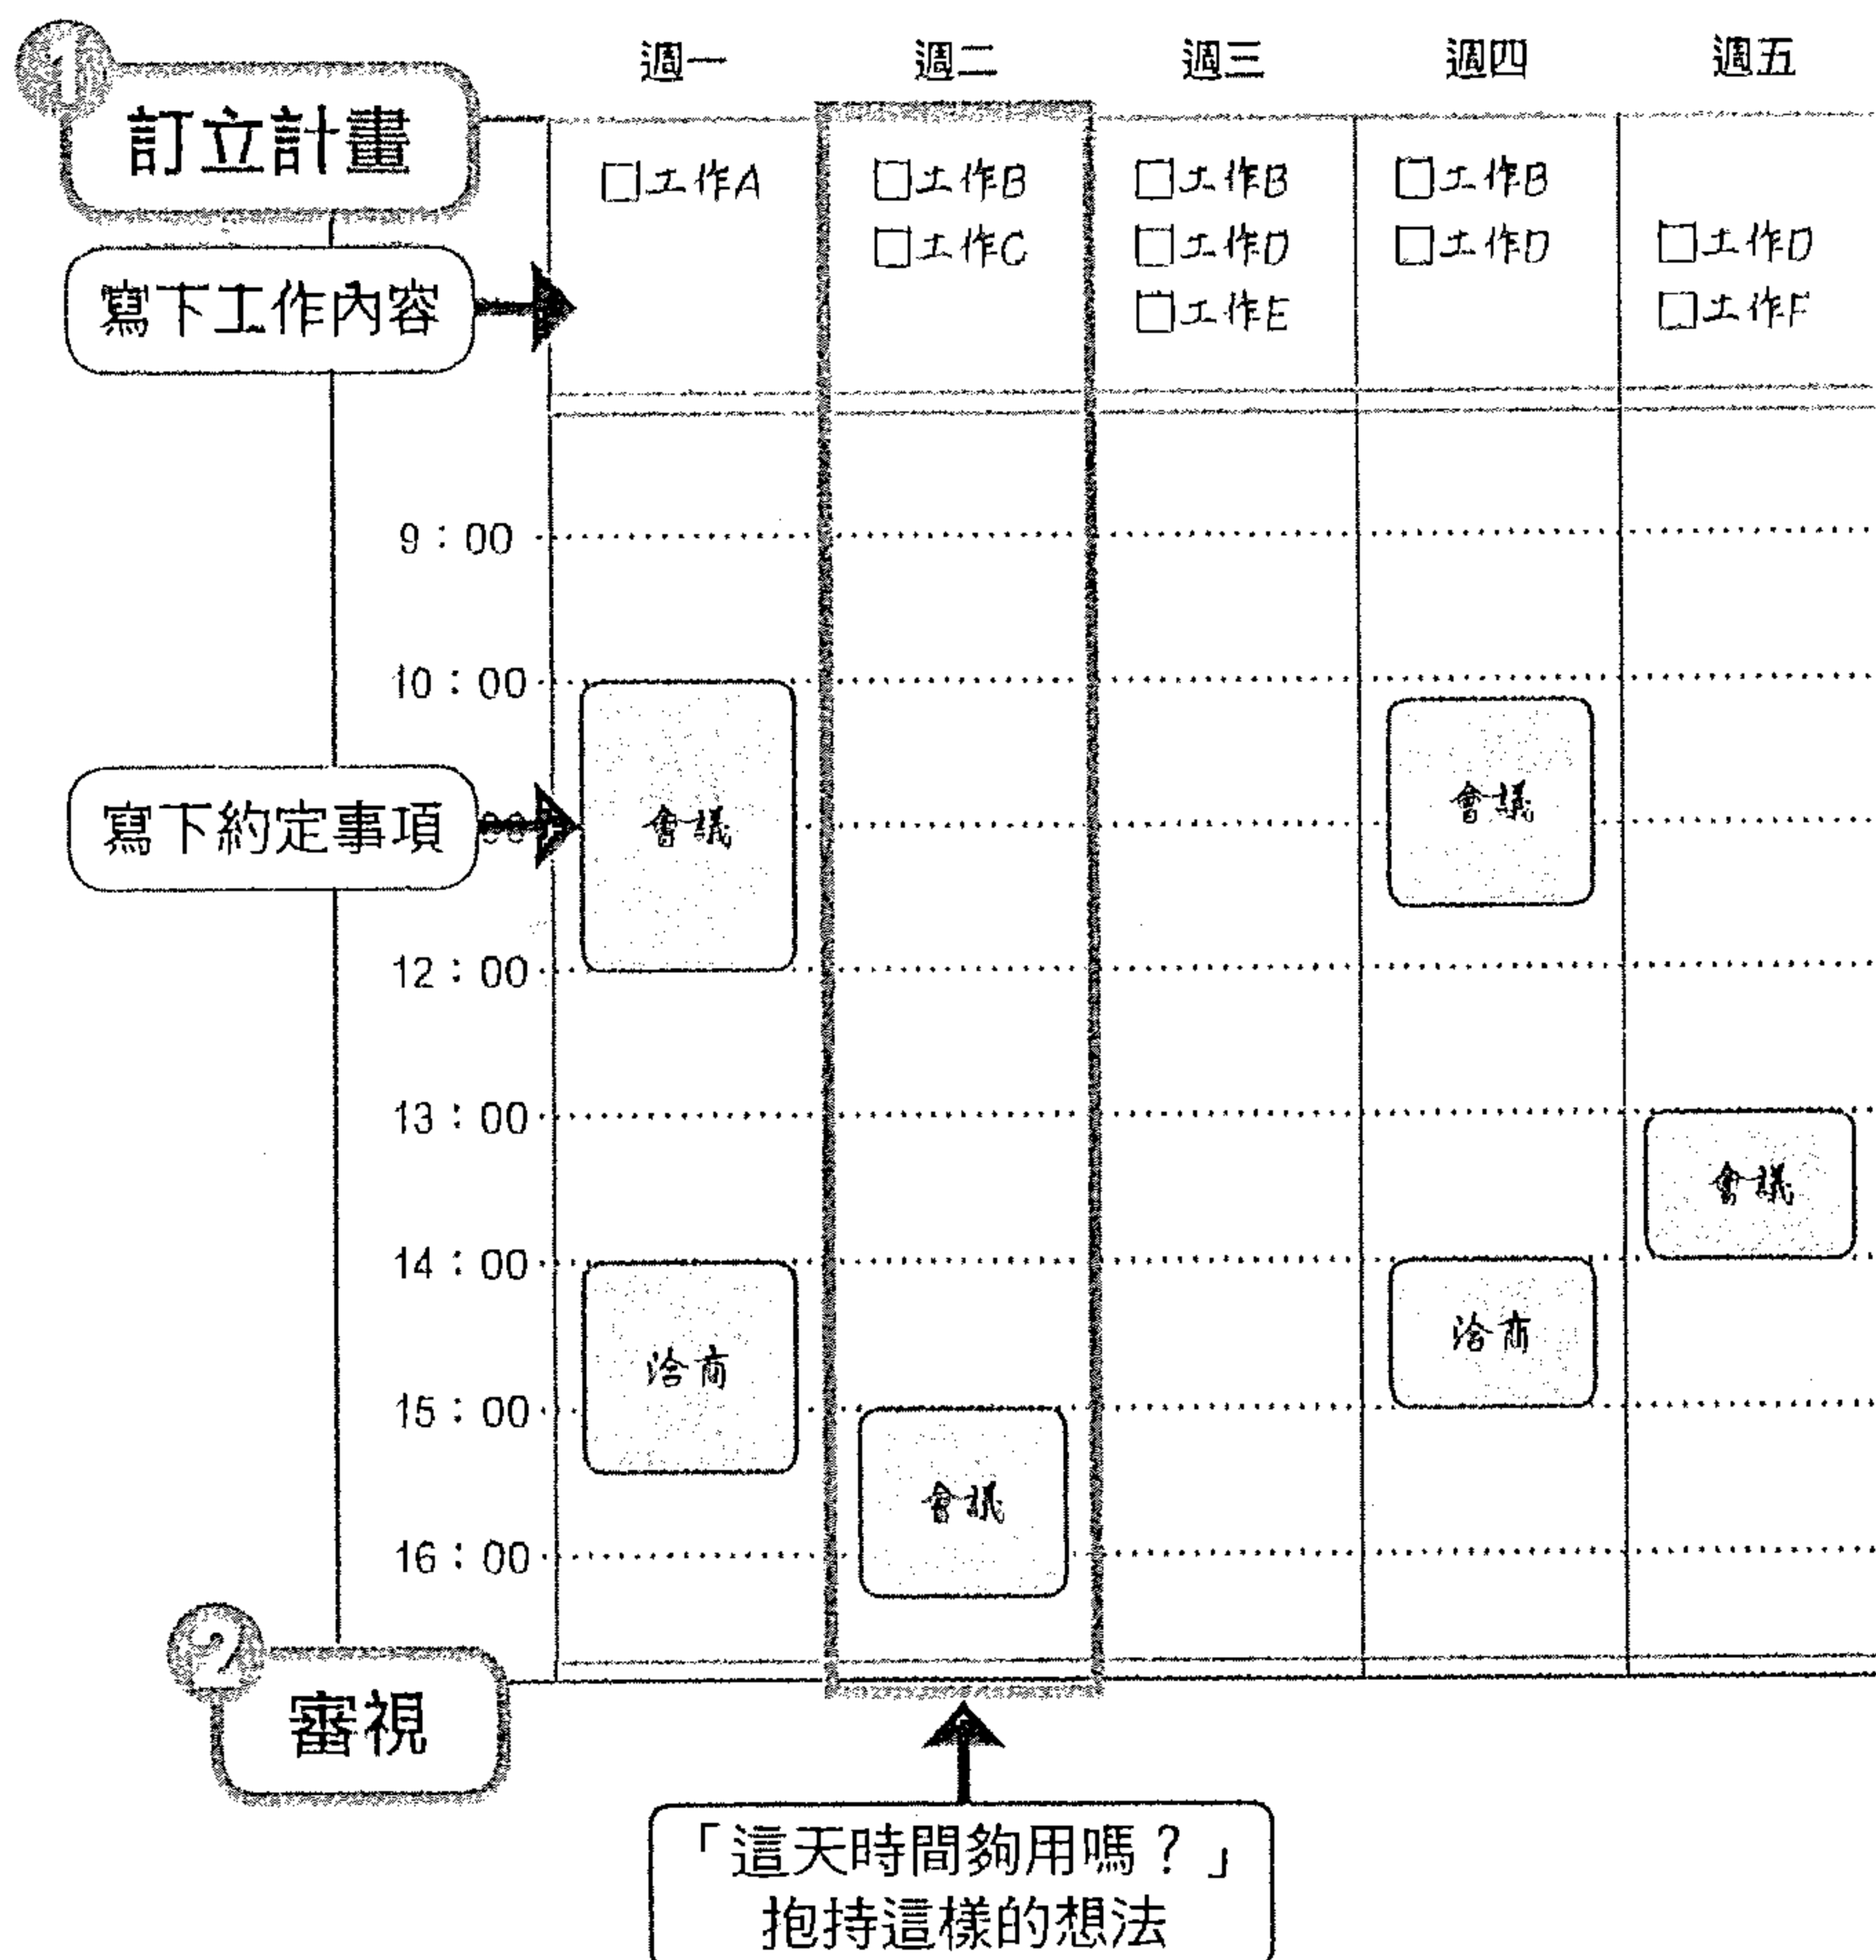 1
訂立計畫
週一 週二 週三 週四 週五
□工作A □工作B □工作B □工作B
□工作C □工作D □工作D □工作D
寫下工作內容
□工作E □工作F
9：00
10：00
寫下約定事項
00
會議 會議
12：00
13：00
會議
14：00
洽商 洽商
15：00
會議
16：00
2
審視
「這天時間夠用嗎？」
抱持這樣的想法